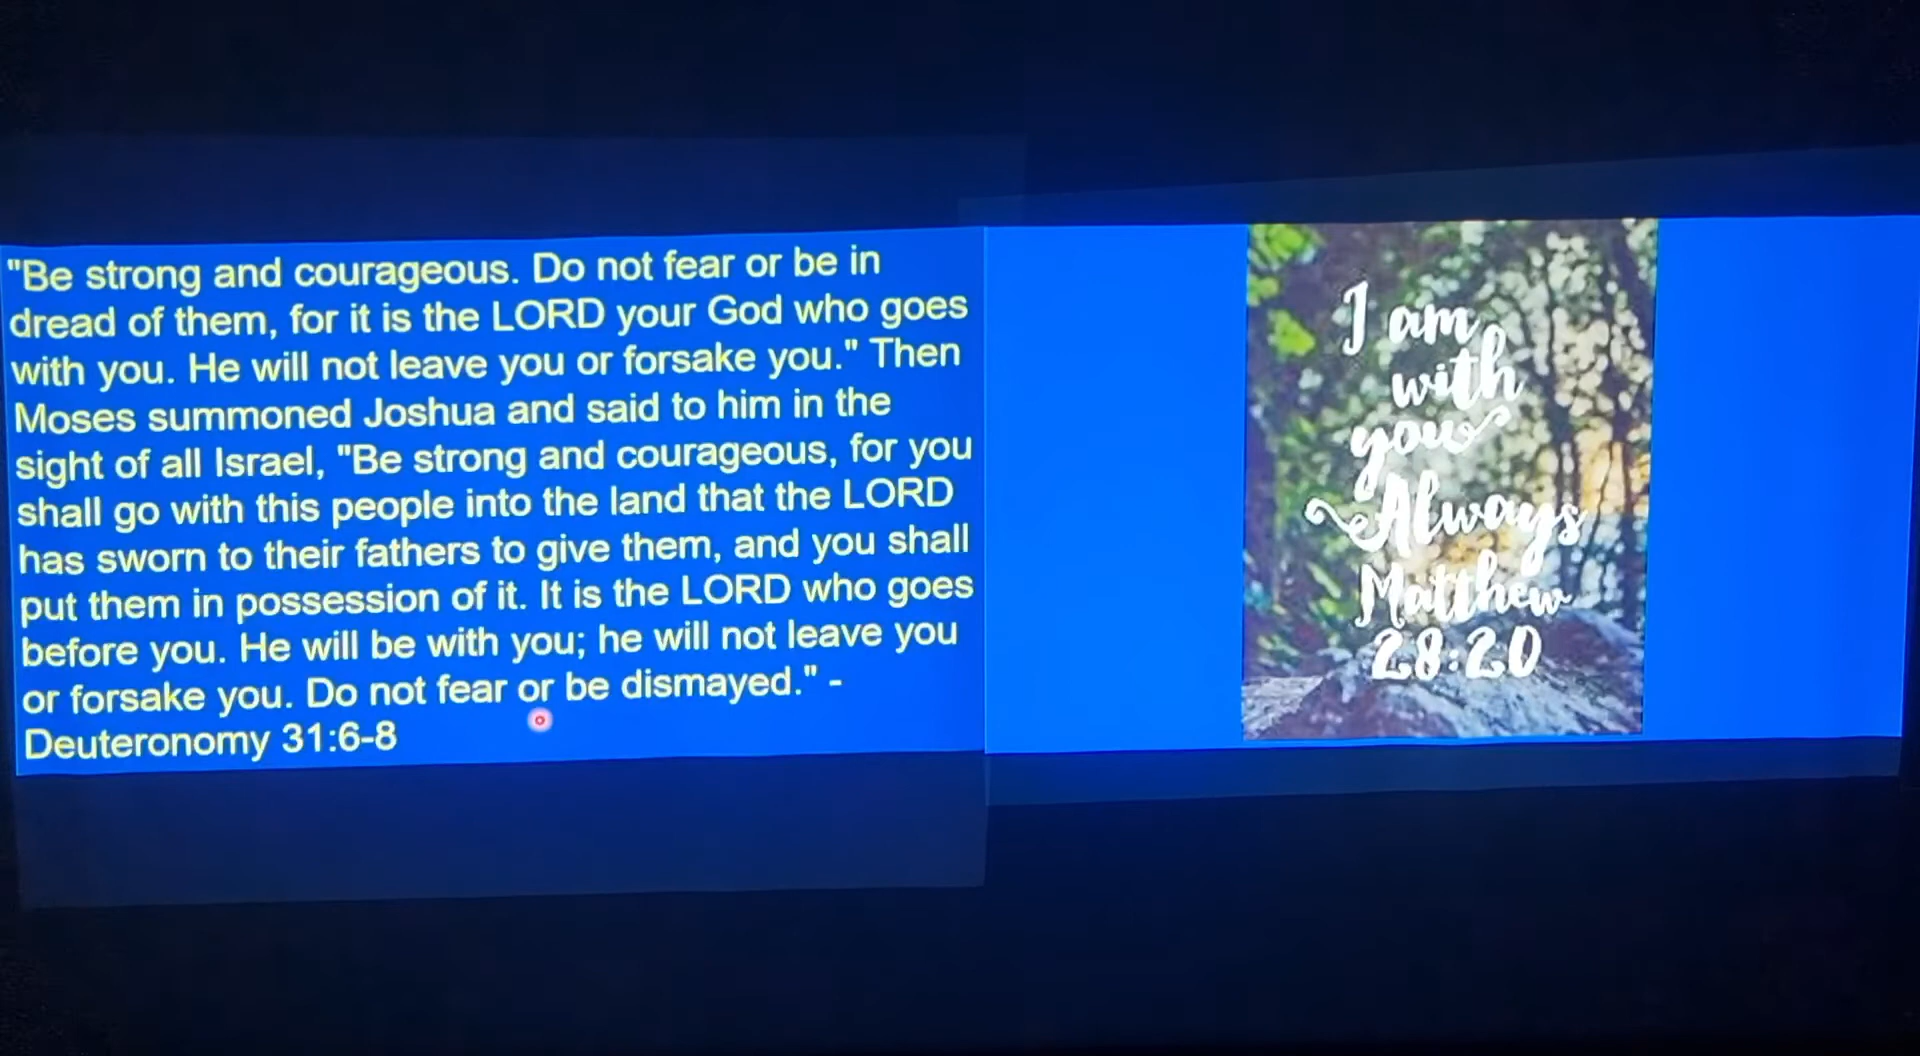 "Be strong and courageous. Do not fear or be in
dread of them, for it is the LORD your God who goes
with you. He will not leave you or forsake you." Then
Moses summoned Joshua and said to him in the
sight of all Israel, "Be strong and courageous, for you
shall go with this people into the land that the LORD
has sworn to their fathers to give them, and you shall
put them in possession of it. It is the LORD who goes
before you. He will be with you; he will not leave you
or forsake you. Do not fear or be dismayed." -
Deuteronomy 31:6-8
I am
with
you
Always
Matthew
28:20